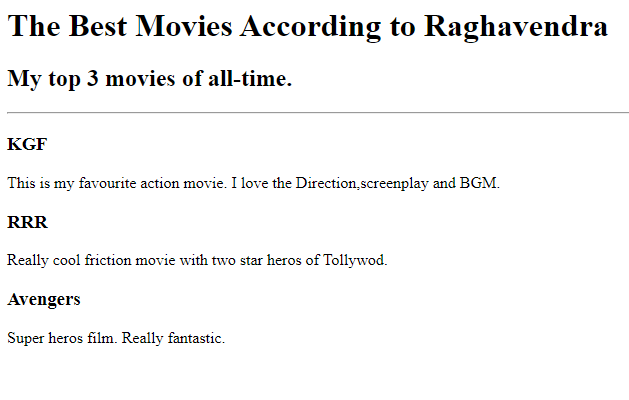 The Best Movies According to Raghavendra
My top 3 movies of all-time.
KGF
This is my favourite action movie. I love the Direction,screenplay and BGM.
RRR
Really cool friction movie with two star heros of Tollywod.
Avengers
Super heros film. Really fantastic.